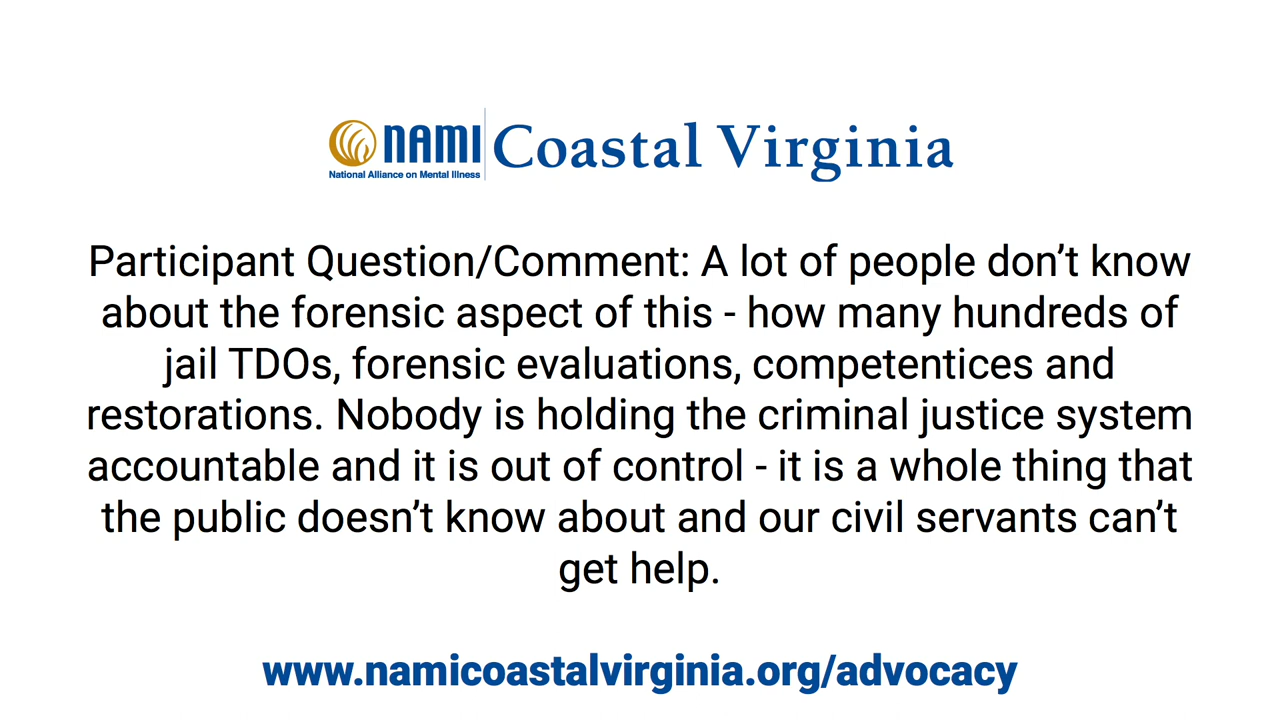 NAMI
National Alliance on Mental Illness
Coastal Virginia
Participant Question/Comment: A lot of people don’t know
about the forensic aspect of this - how many hundreds of
jail TDOs, forensic evaluations, competentices and
restorations. Nobody is holding the criminal justice system
accountable and it is out of control - it is a whole thing that
the public doesn’t know about and our civil servants can’t
get help.
www.namicoastalvirginia.org/advocacy